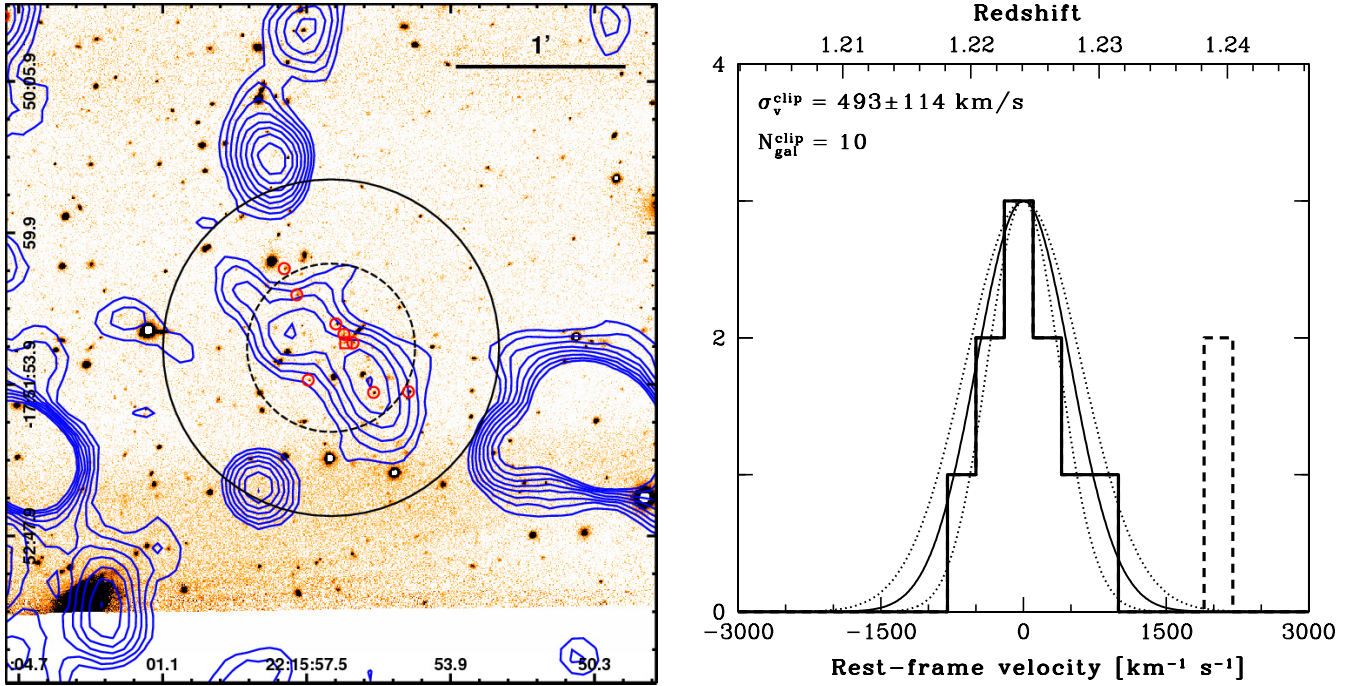 1'
50:05.9
59.9
-17:51:53.9
52:47.9
:04.7 01.1 22:15:57.5 53.9 50.3
Redshift
1.21 1.22 1.23 1.24
4
2
0
σ_v^clip = 493±114 km/s
N_gal^clip = 10
−3000 −1500 0 1500 3000
Rest−frame velocity [km⁻¹ s⁻¹]